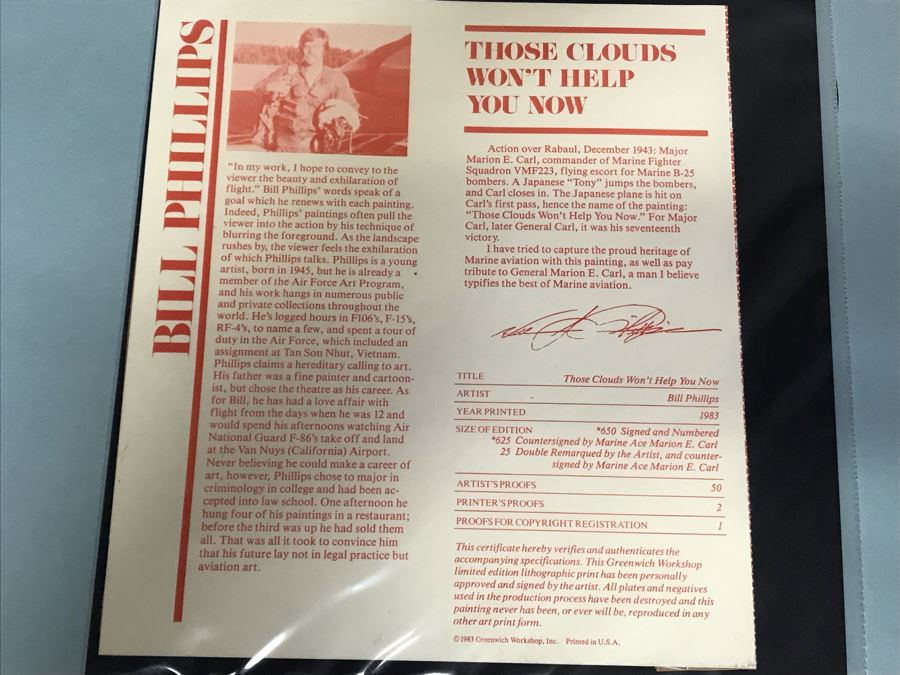 BILL PHILLIPS
"In my work, I hope to convey to the
viewer the beauty and exhilaration of
flight." Bill Phillips' words speak of a
goal which he renews with each painting.
Indeed, Phillips' paintings often pull the
viewer into the action by his technique of
blurring the foreground. As the landscape
rushes by, the viewer feels the exhilaration
of which Phillips talks. Phillips is a young
artist, born in 1945, but he is already a
member of the Air Force Art Program,
and his work hangs in numerous public
and private collections throughout the
world. He's logged hours in F106's, F-15's,
RF-4's, to name a few, and spent a tour of
duty in the Air Force, which included an
assignment at Tan Son Nhut, Vietnam.
Phillips claims a hereditary calling to art.
His father was a fine painter and cartoon-
ist, but chose the theatre as his career. As
for Bill, he has had a love affair with
flight from the days when he was 12 and
would spend his afternoons watching Air
National Guard F-86's take off and land
at the Van Nuys (California) Airport.
Never believing he could make a career of
art, however, Phillips chose to major in
criminology in college and had been ac-
cepted into law school. One afternoon he
hung four of his paintings in a restaurant;
before the third was up he had sold them
all. That was all it took to convince him
that his future lay not in legal practice but
aviation art.
THOSE CLOUDS
WON'T HELP
YOU NOW
Action over Rabaul, December 1943: Major
Marion E. Carl, commander of Marine Fighter
Squadron VMF223, flying escort for Marine B-25
bombers. A Japanese "Tony" jumps the bombers,
and Carl closes in. The Japanese plane is hit on
Carl's first pass, hence the name of the painting:
"Those Clouds Won't Help You Now." For Major
Carl, later General Carl, it was his seventeenth
victory.
I have tried to capture the proud heritage of
Marine aviation with this painting, as well as pay
tribute to General Marion E. Carl, a man I believe
typifies the best of Marine aviation.
TITLE Those Clouds Won't Help You Now
ARTIST Bill Phillips
YEAR PRINTED 1983
SIZE OF EDITION *650 Signed and Numbered
*625 Countersigned by Marine Ace Marion E. Carl
25 Double Remarqued by the Artist, and counter-
signed by Marine Ace Marion E. Carl
ARTIST'S PROOFS 50
PRINTER'S PROOFS 2
PROOFS FOR COPYRIGHT REGISTRATION 1
This certificate hereby verifies and authenticates the
accompanying specifications. This Greenwich Workshop
limited edition lithographic print has been personally
approved and signed by the artist. All plates and negatives
used in the production process have been destroyed and this
painting never has been, or ever will be, reproduced in any
other art print form.
©1983 Greenwich Workshop, Inc. Printed in U.S.A.